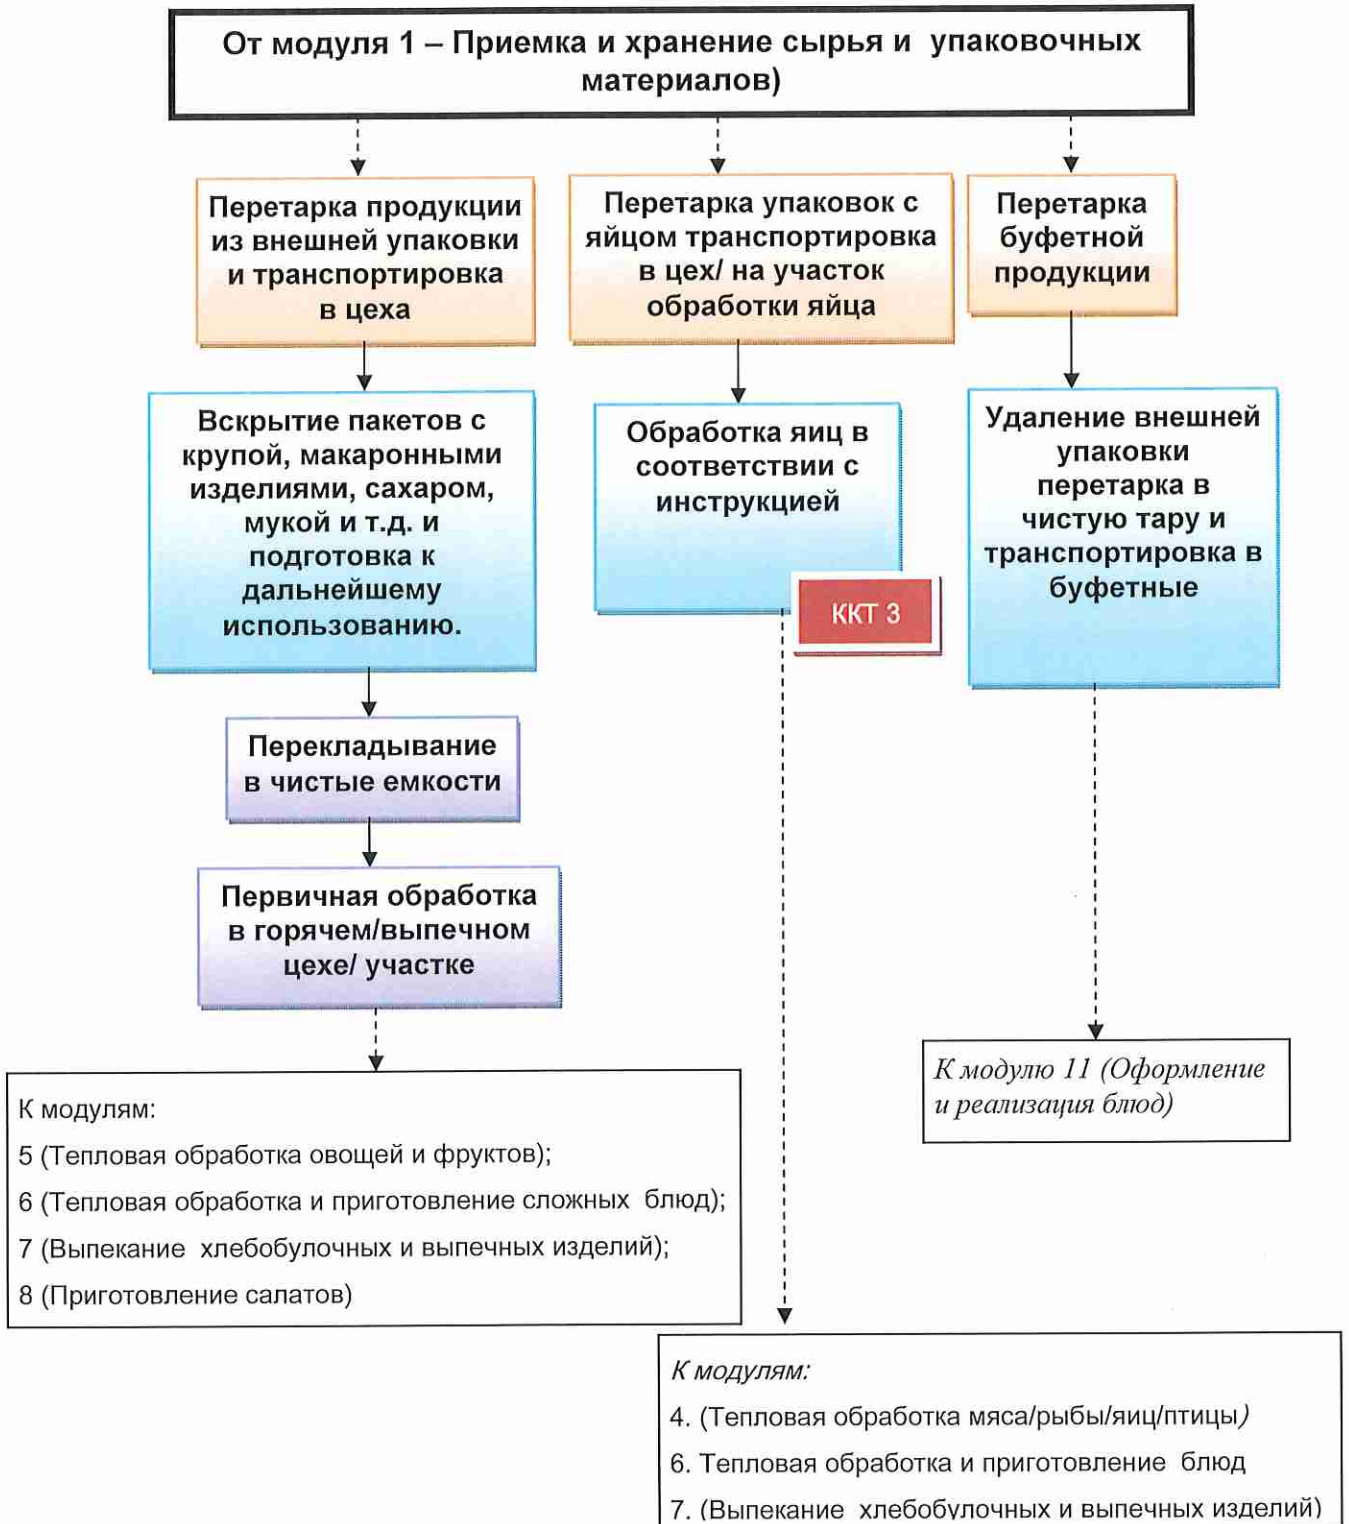 От модуля 1 – Приемка и хранение сырья и упаковочных
материалов)
Перетарка продукции
из внешней упаковки
и транспортировка
в цеха
Перетарка упаковок с
яйцом транспортировка
в цех/ на участок
обработки яйца
Перетарка
буфетной
продукции
Вскрытие пакетов с
крупой, макаронными
изделиями, сахаром,
мукой и т.д. и
подготовка к
дальнейшему
использованию.
Обработка яиц в
соответствии с
инструкцией
ККТ 3
Удаление внешней
упаковки
перетарка в
чистую тару и
транспортировка в
буфетные
Перекладывание
в чистые емкости
Первичная обработка
в горячем/выпечном
цехе/ участке
К модулю 11 (Оформление
и реализация блюд)
К модулям:
5 (Тепловая обработка овощей и фруктов);
6 (Тепловая обработка и приготовление сложных блюд);
7 (Выпекание хлебобулочных и выпечных изделий);
8 (Приготовление салатов)
К модулям:
4. (Тепловая обработка мяса/рыбы/яиц/птицы)
6. Тепловая обработка и приготовление блюд
7. (Выпекание хлебобулочных и выпечных изделий)